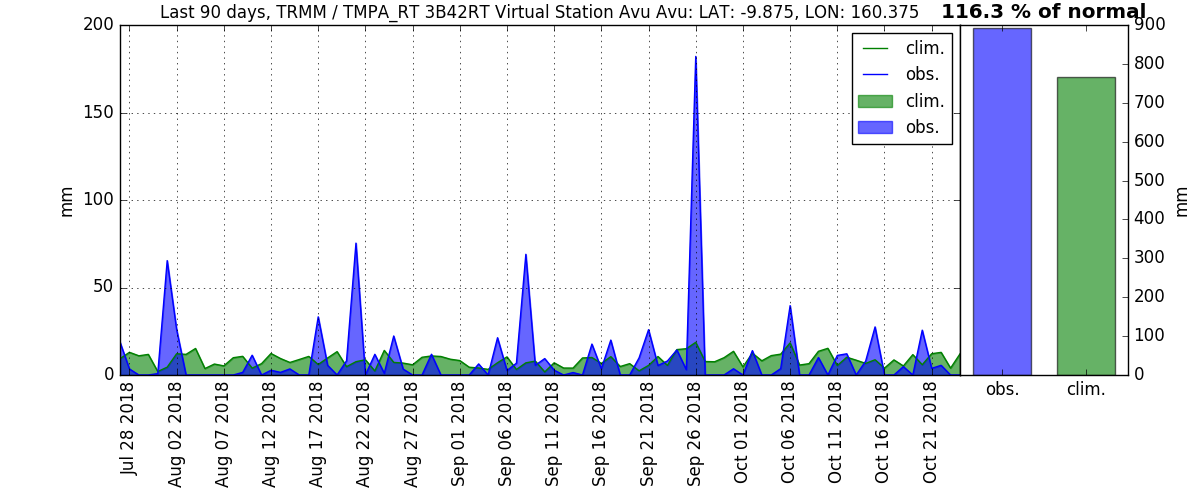 Last 90 days, TRMM / TMPA_RT 3B42RT Virtual Station Avu Avu: LAT: -9.875, LON: 160.375
116.3 % of normal
200
150
100
50
0
mm
clim.
obs.
clim.
obs.
900
800
700
600
500
400
300
200
100
0
mm
Jul 28 2018
Aug 02 2018
Aug 07 2018
Aug 12 2018
Aug 17 2018
Aug 22 2018
Aug 27 2018
Sep 01 2018
Sep 06 2018
Sep 11 2018
Sep 16 2018
Sep 21 2018
Sep 26 2018
Oct 01 2018
Oct 06 2018
Oct 11 2018
Oct 16 2018
Oct 21 2018
obs.
clim.